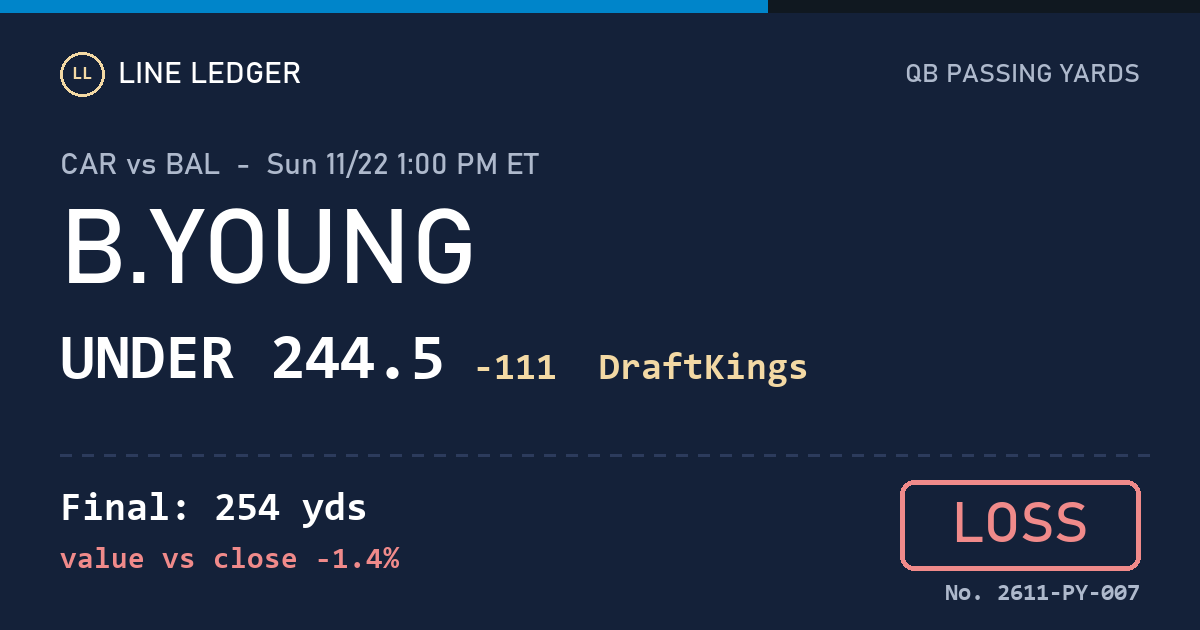 LL LINE LEDGER
QB PASSING YARDS
CAR vs BAL - Sun 11/22 1:00 PM ET
B.YOUNG
UNDER 244.5 -111 DraftKings
Final: 254 yds
value vs close -1.4%
LOSS
No. 2611-PY-007